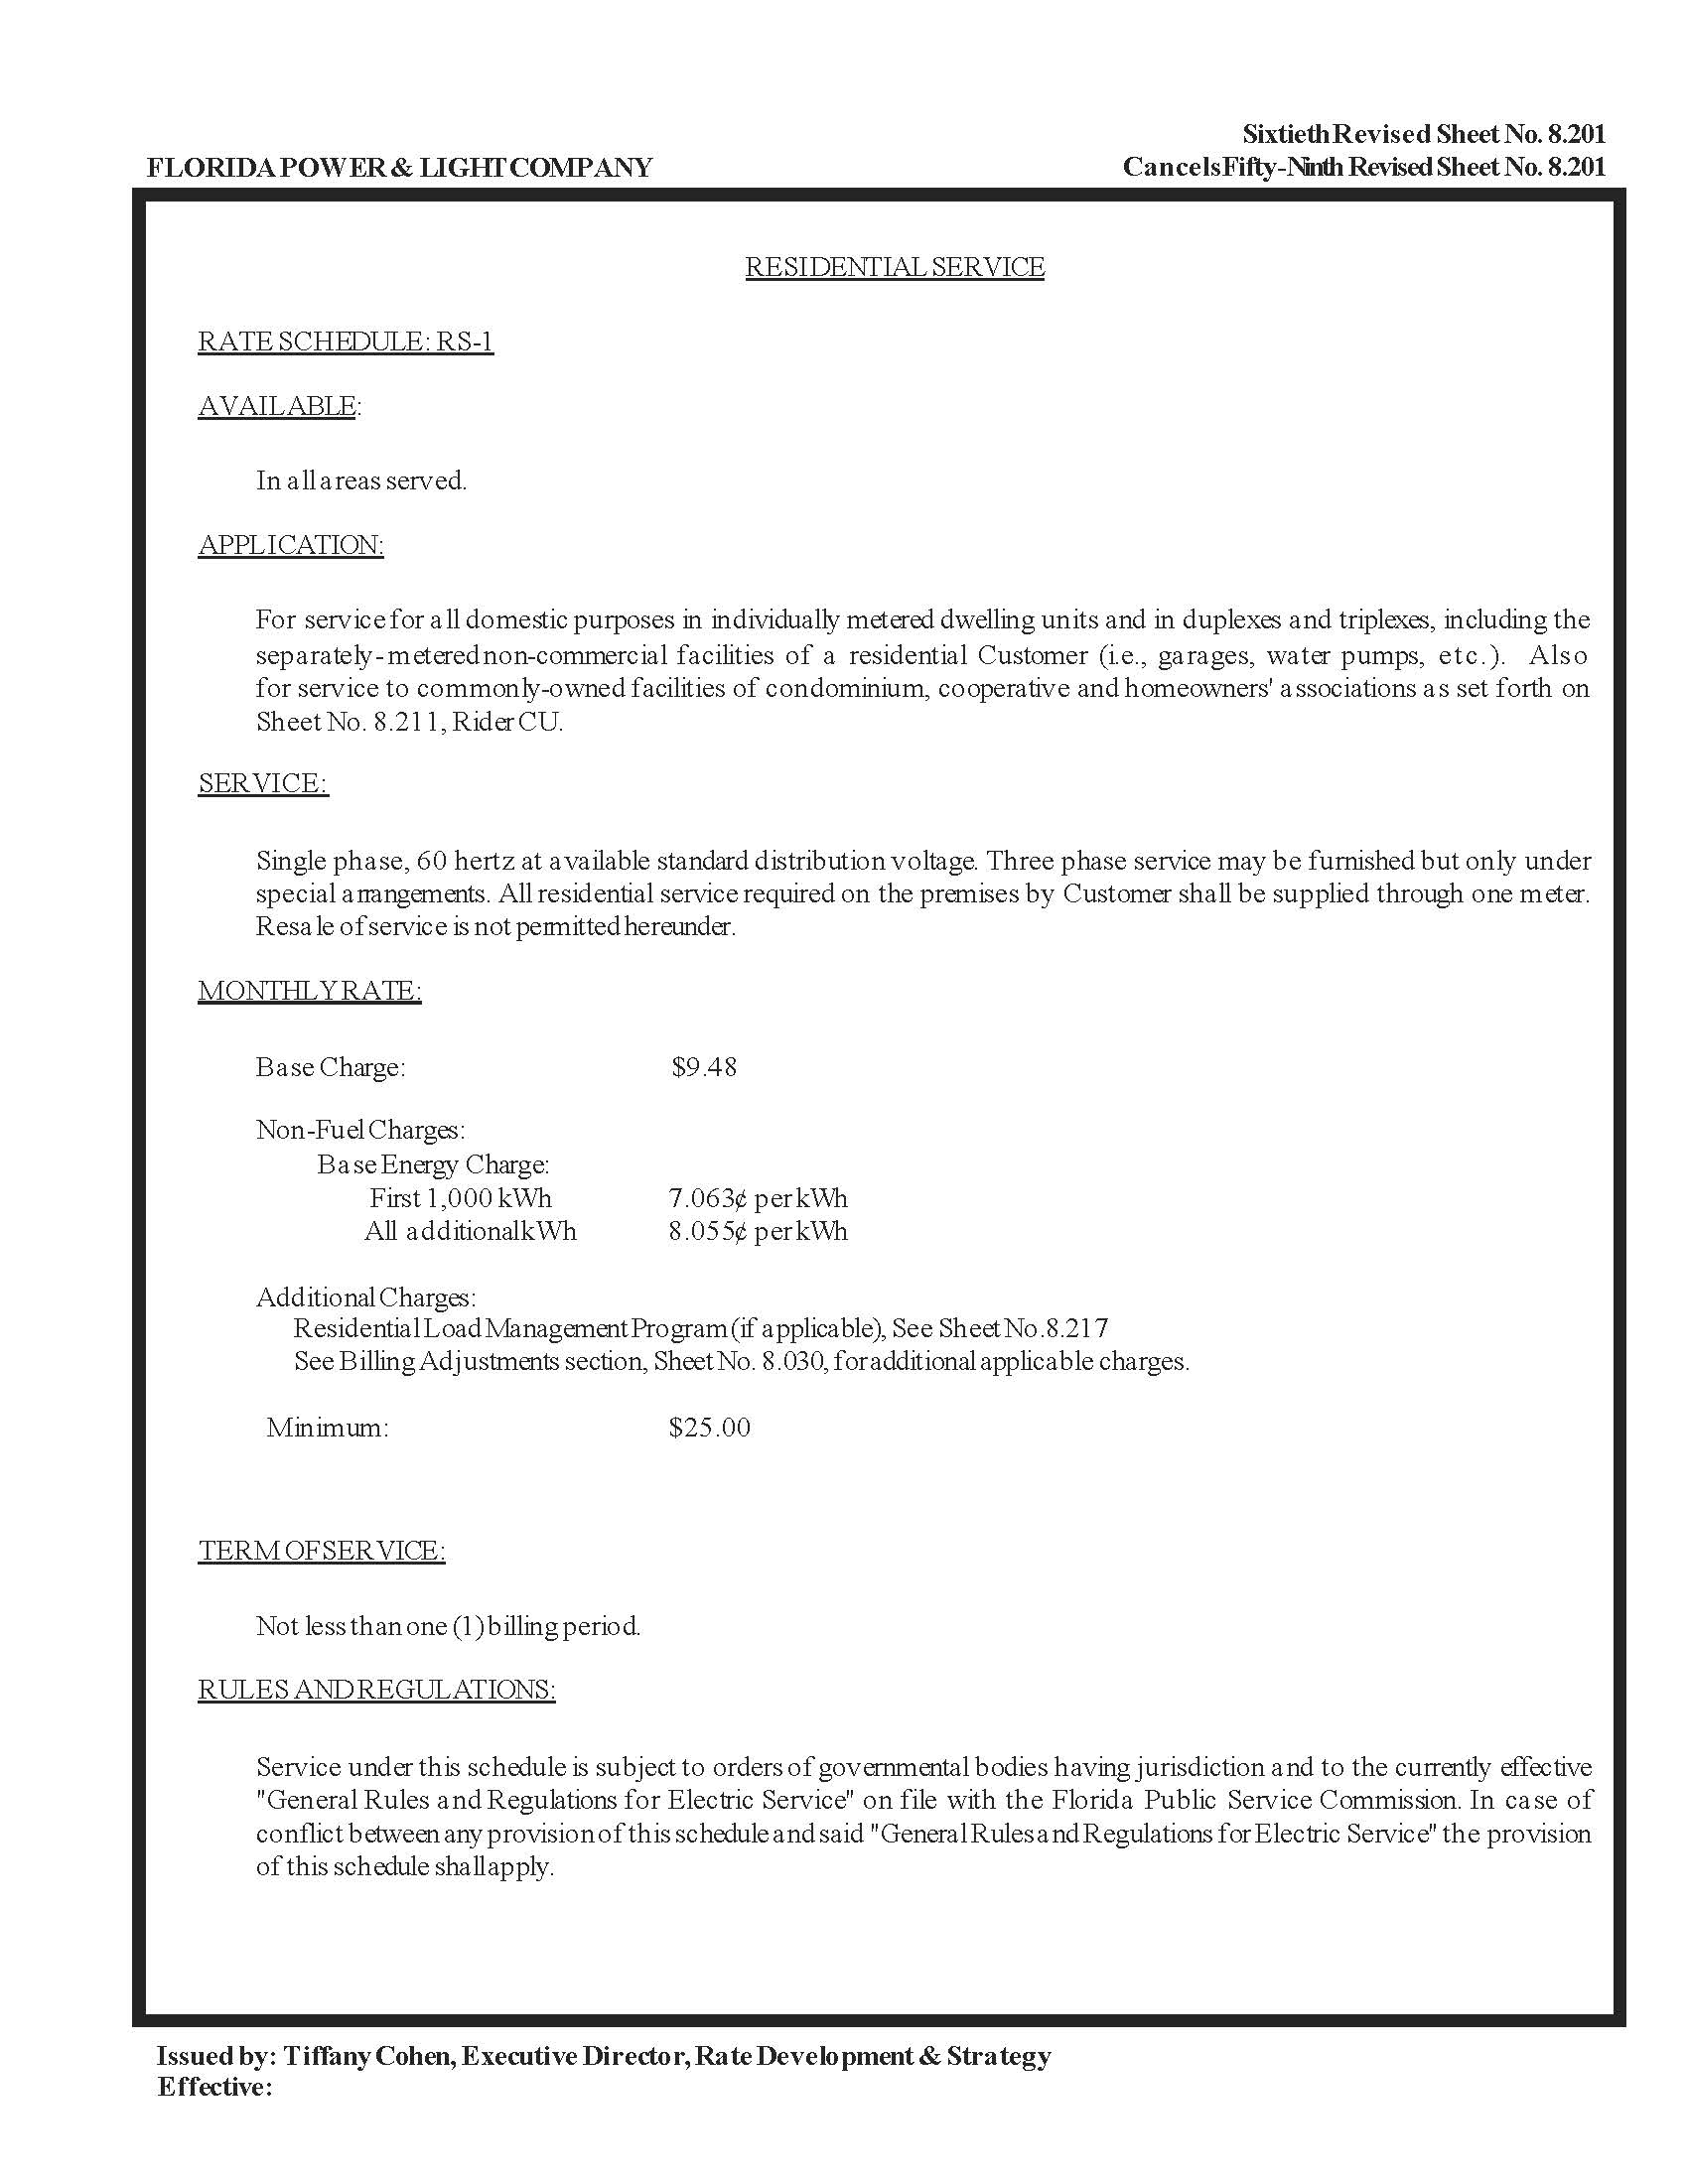 Sixtieth Revised Sheet No. 8.201
FLORIDA POWER & LIGHT COMPANY
Cancels Fifty-Ninth Revised Sheet No. 8.201
RESIDENTIAL SERVICE
RATE SCHEDULE: RS-1
AVAILABLE:
In all areas served.
APPLICATION:
For service for all domestic purposes in individually metered dwelling units and in duplexes and triplexes, including the
separately-metered non-commercial facilities of a residential Customer (i.e., garages, water pumps, etc.). Also
for service to commonly-owned facilities of condominium, cooperative and homeowners' associations as set forth on
Sheet No. 8.211, Rider CU.
SERVICE:
Single phase, 60 hertz at available standard distribution voltage. Three phase service may be furnished but only under
special arrangements. All residential service required on the premises by Customer shall be supplied through one meter.
Resale of service is not permitted hereunder.
MONTHLY RATE:
Base Charge: $9.48
Non-Fuel Charges:
Base Energy Charge:
First 1,000 kWh 7.063¢ per kWh
All additional kWh 8.055¢ per kWh
Additional Charges:
Residential Load Management Program (if applicable), See Sheet No. 8.217
See Billing Adjustments section, Sheet No. 8.030, for additional applicable charges.
Minimum: $25.00
TERM OF SERVICE:
Not less than one (1) billing period.
RULES AND REGULATIONS:
Service under this schedule is subject to orders of governmental bodies having jurisdiction and to the currently effective
"General Rules and Regulations for Electric Service" on file with the Florida Public Service Commission. In case of
conflict between any provision of this schedule and said "General Rules and Regulations for Electric Service" the provision
of this schedule shall apply.
Issued by: Tiffany Cohen, Executive Director, Rate Development & Strategy
Effective: